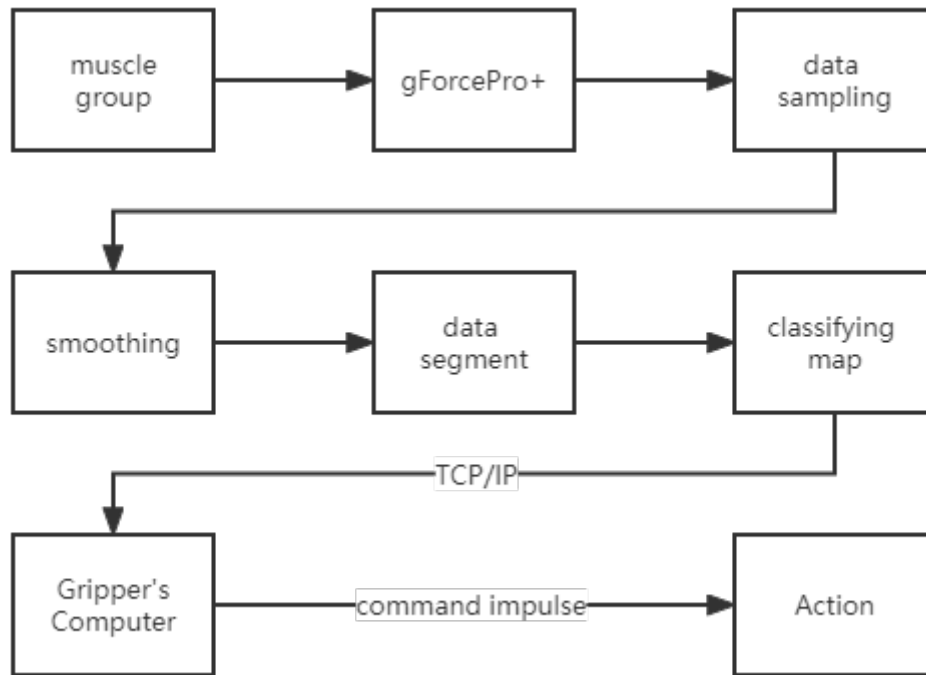 muscle
group
gForcePro+
data
sampling
smoothing
data
segment
classifying
map
TCP/IP
Gripper's
Computer
command impulse
Action